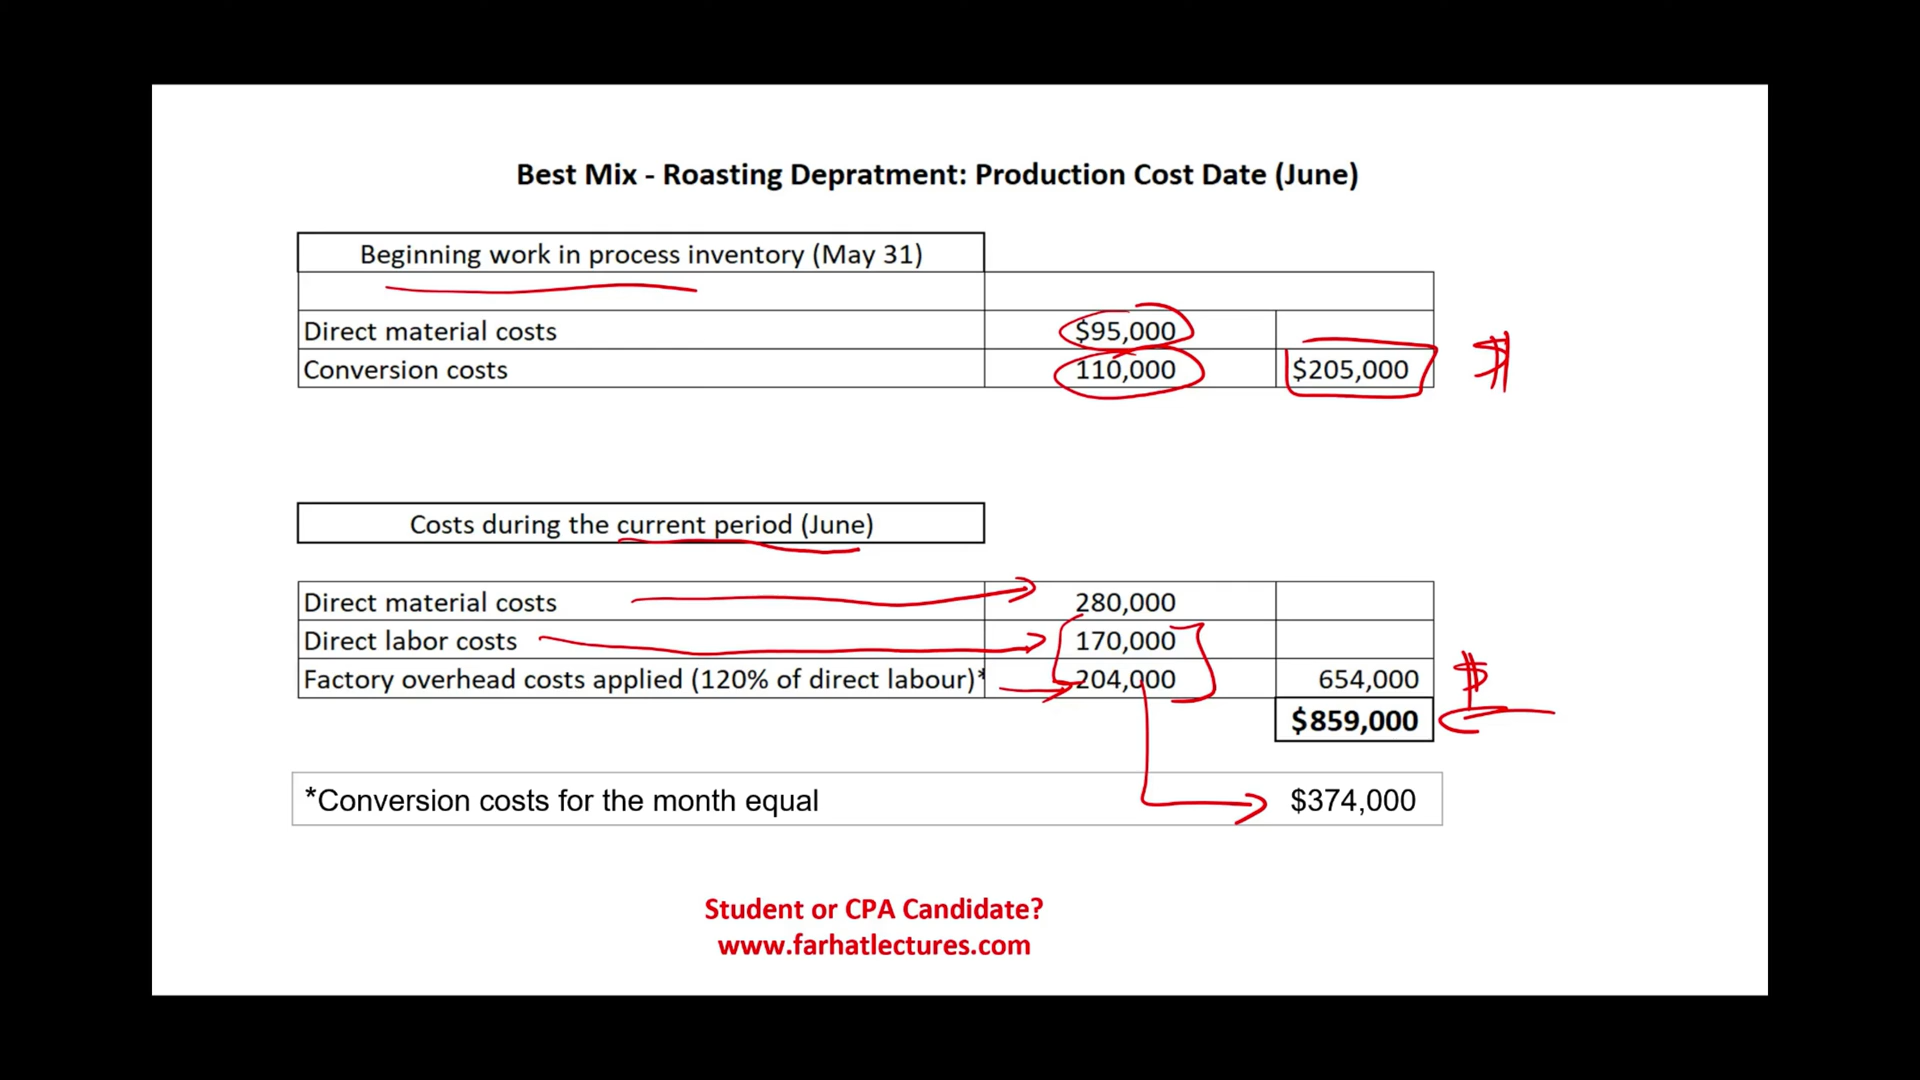 Best Mix - Roasting Depratment: Production Cost Date (June)
Beginning work in process inventory (May 31)
Direct material costs $95,000
Conversion costs 110,000 $205,000 $
Costs during the current period (June)
Direct material costs 280,000
Direct labor costs 170,000
Factory overhead costs applied (120% of direct labour)* 204,000 654,000 $
$859,000
*Conversion costs for the month equal $374,000
Student or CPA Candidate?
www.farhatlectures.com